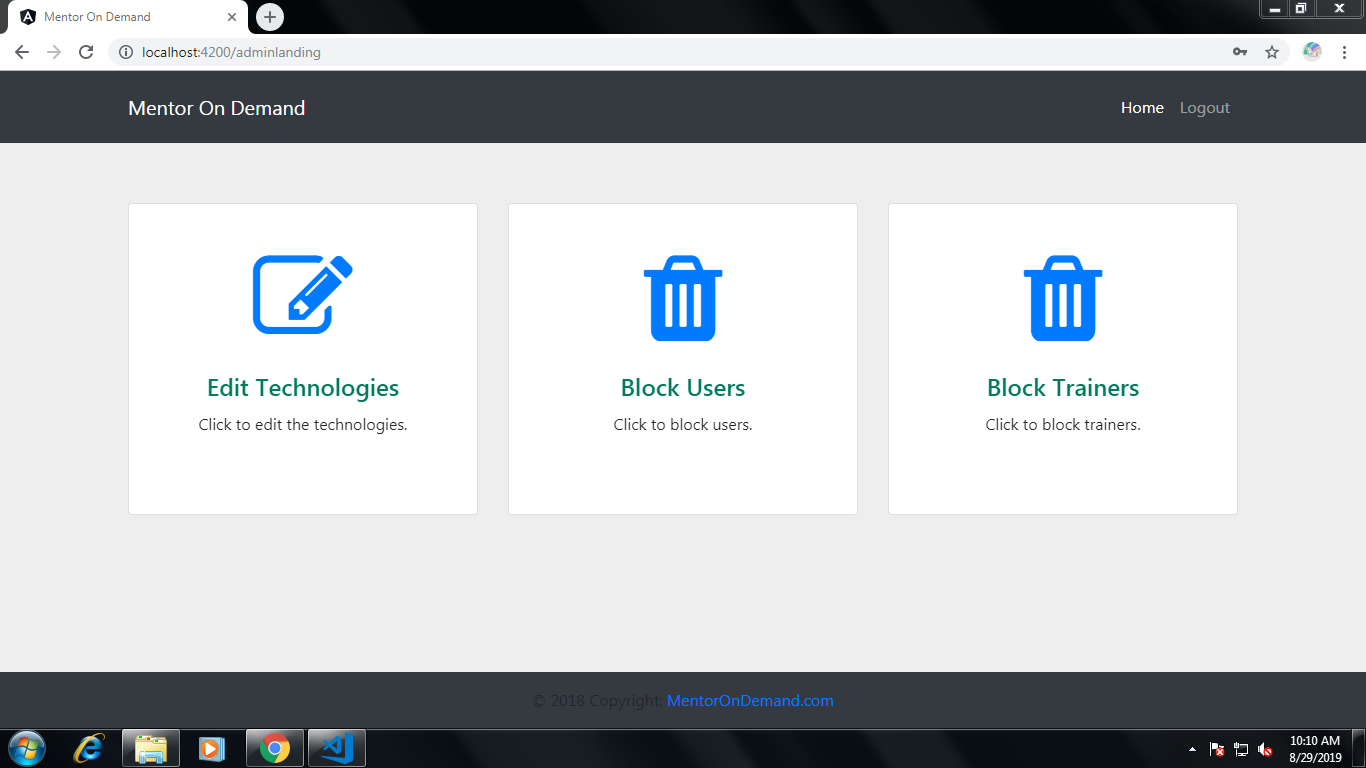 Mentor On Demand
localhost:4200/adminlanding
Mentor On Demand
Home Logout
Edit Technologies
Click to edit the technologies.
Block Users
Click to block users.
Block Trainers
Click to block trainers.
© 2018 Copyright: MentorOnDemand.com
10:10 AM
8/29/2019